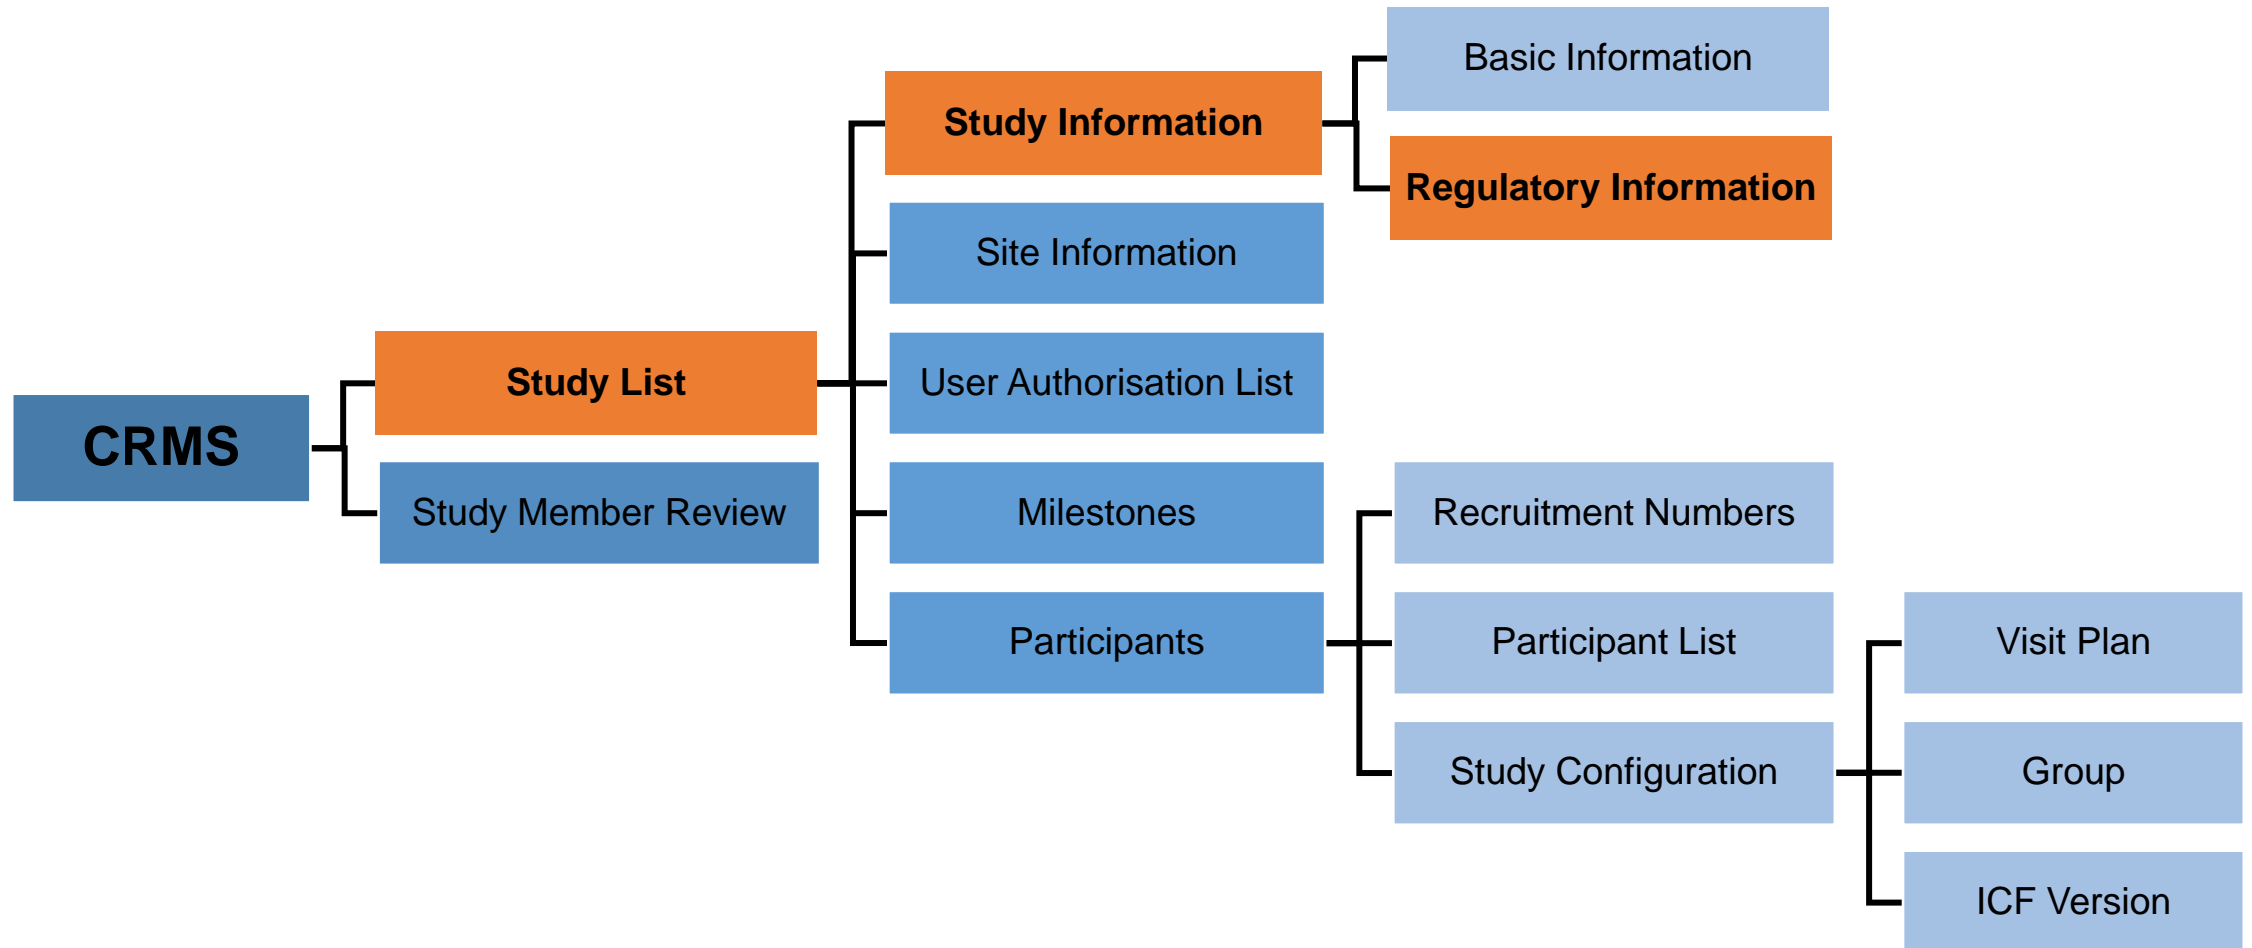 CRMS
Study List
Study Member Review
Study Information
Site Information
User Authorisation List
Milestones
Participants
Basic Information
Regulatory Information
Recruitment Numbers
Participant List
Study Configuration
Visit Plan
Group
ICF Version